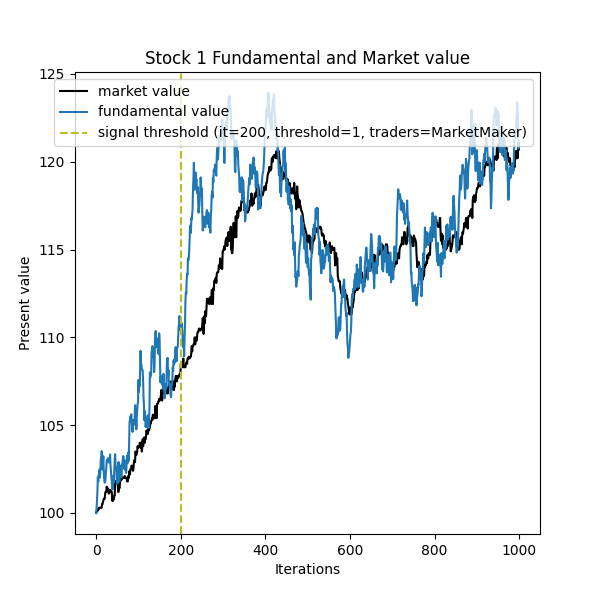 Stock 1 Fundamental and Market value
market value
fundamental value
signal threshold (it=200, threshold=1, traders=MarketMaker)
125
120
115
110
105
100
Present value
0 200 400 600 800 1000
Iterations